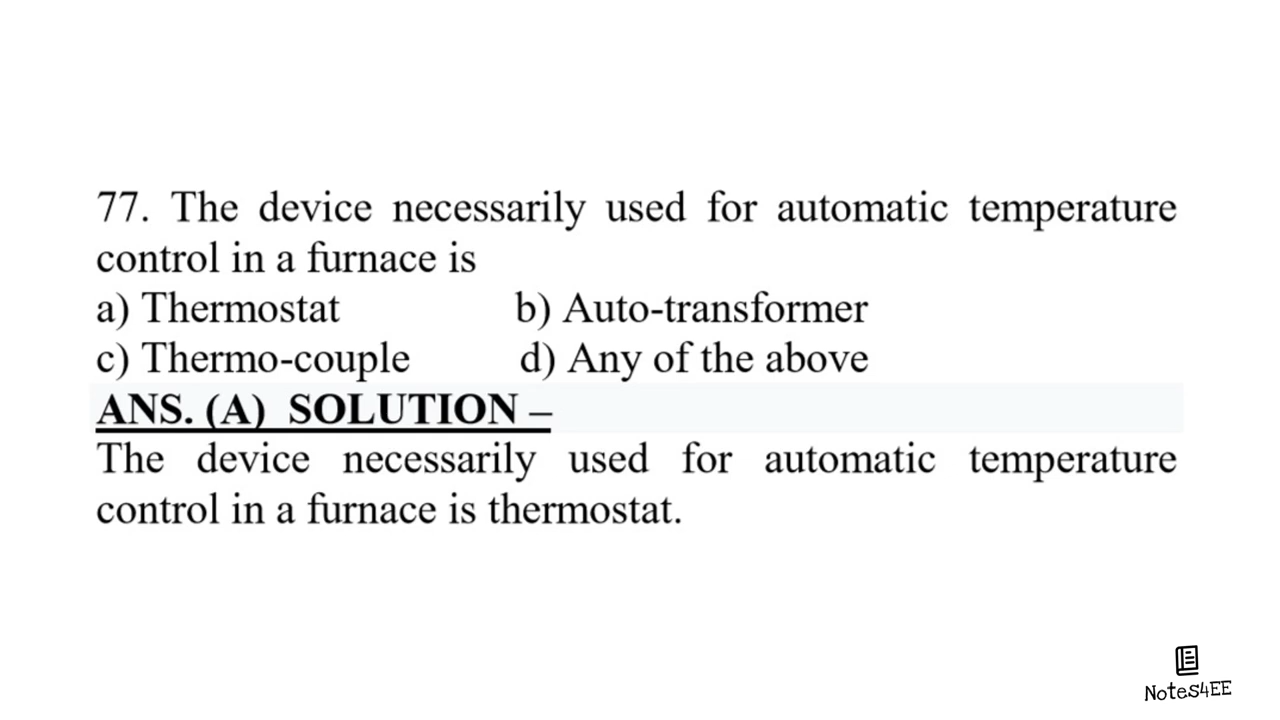 77. The device necessarily used for automatic temperature
control in a furnace is
a) Thermostat b) Auto-transformer
c) Thermo-couple d) Any of the above
ANS. (A) SOLUTION –
The device necessarily used for automatic temperature
control in a furnace is thermostat.
Notes4EE